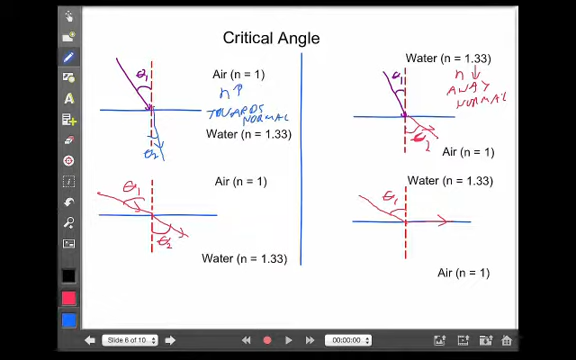 Critical Angle
Air (n = 1)
θ1
n↑
TOWARDS
NORMAL
Water (n = 1.33)
θ2
Air (n = 1)
θ1
θ2
Water (n = 1.33)
Water (n = 1.33)
θ1
n↓
AWAY
NORMAL
θ2
Air (n = 1)
Water (n = 1.33)
θ1
Air (n = 1)
Slide 6 of 10
00:00:00